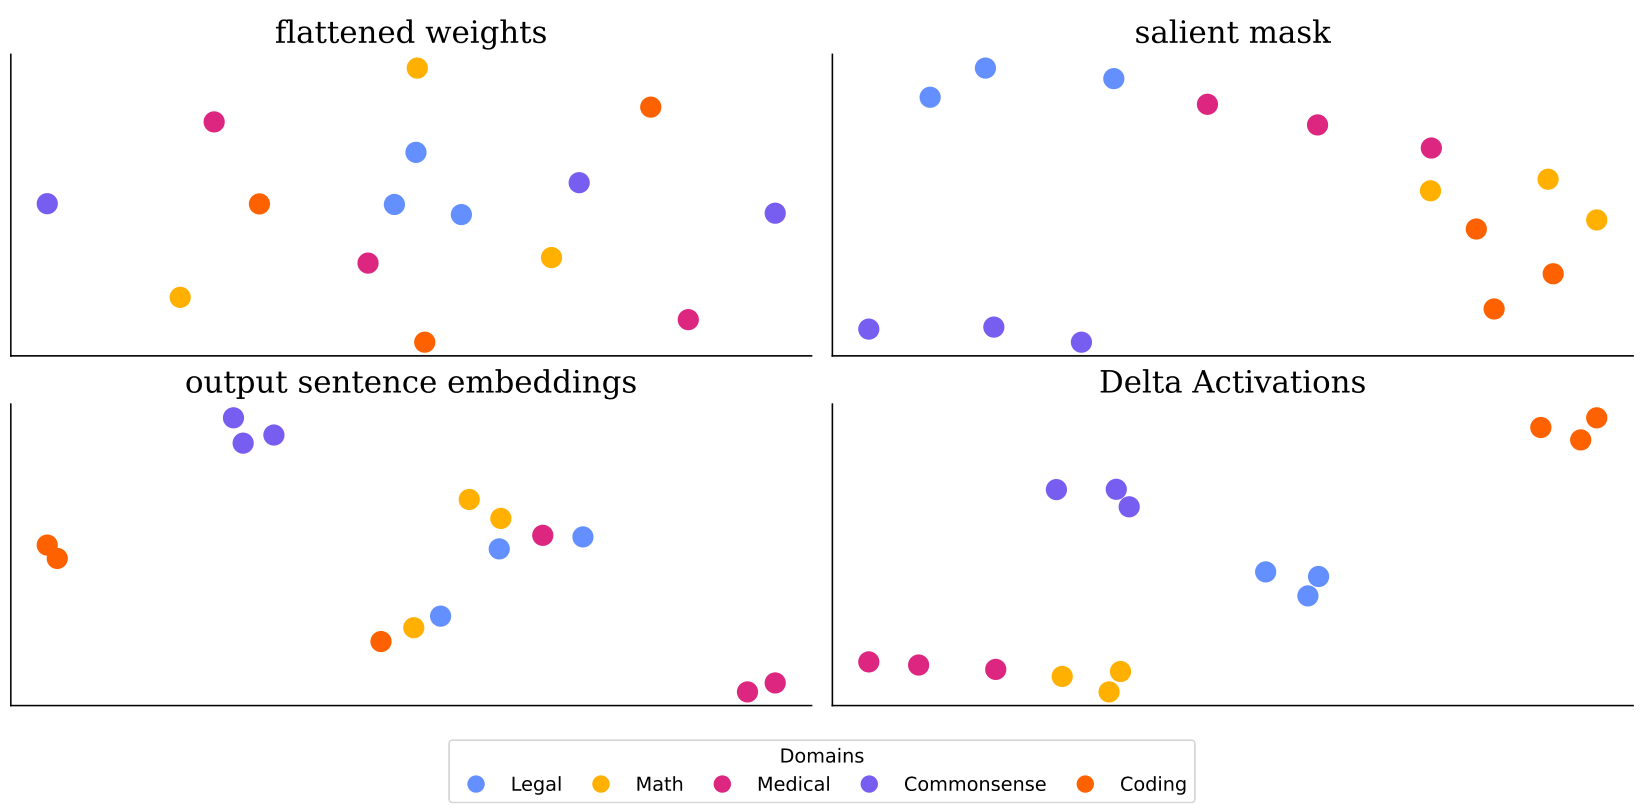 flattened weights
salient mask
output sentence embeddings
Delta Activations
Domains
Legal Math Medical Commonsense Coding